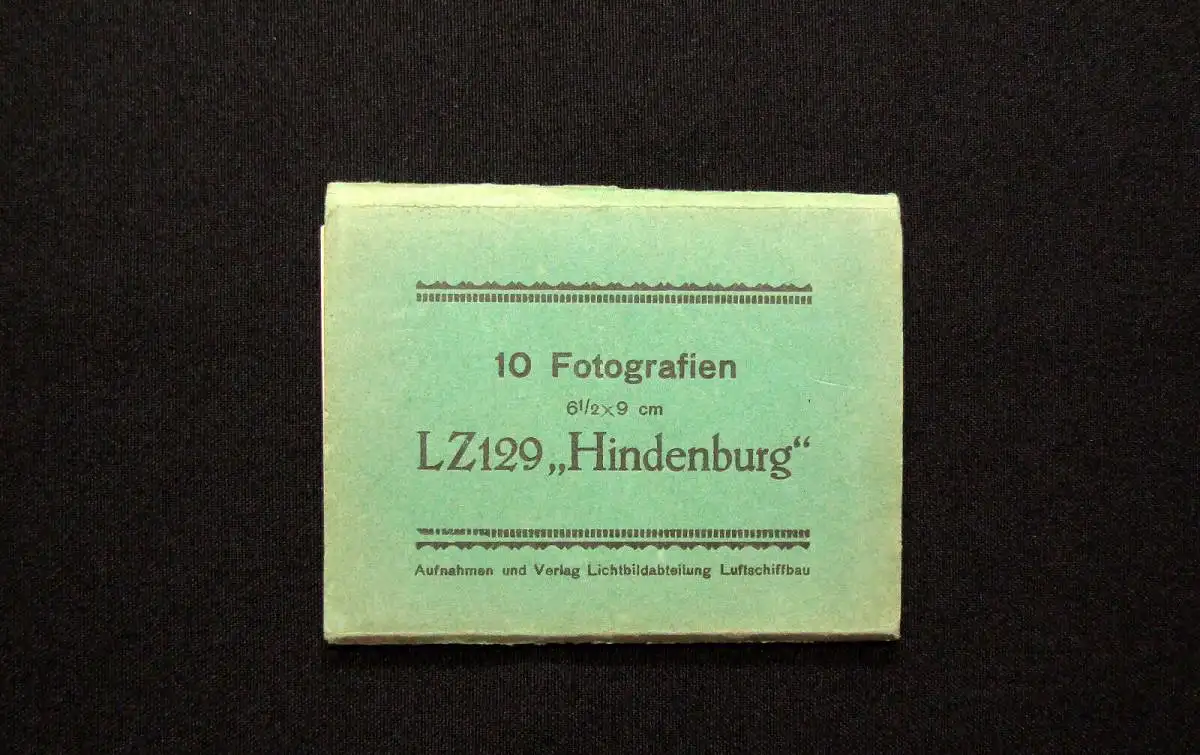 10 Fotografien
6½×9 cm
LZ129 „Hindenburg“
Aufnahmen und Verlag Lichtbildabteilung Luftschiffbau